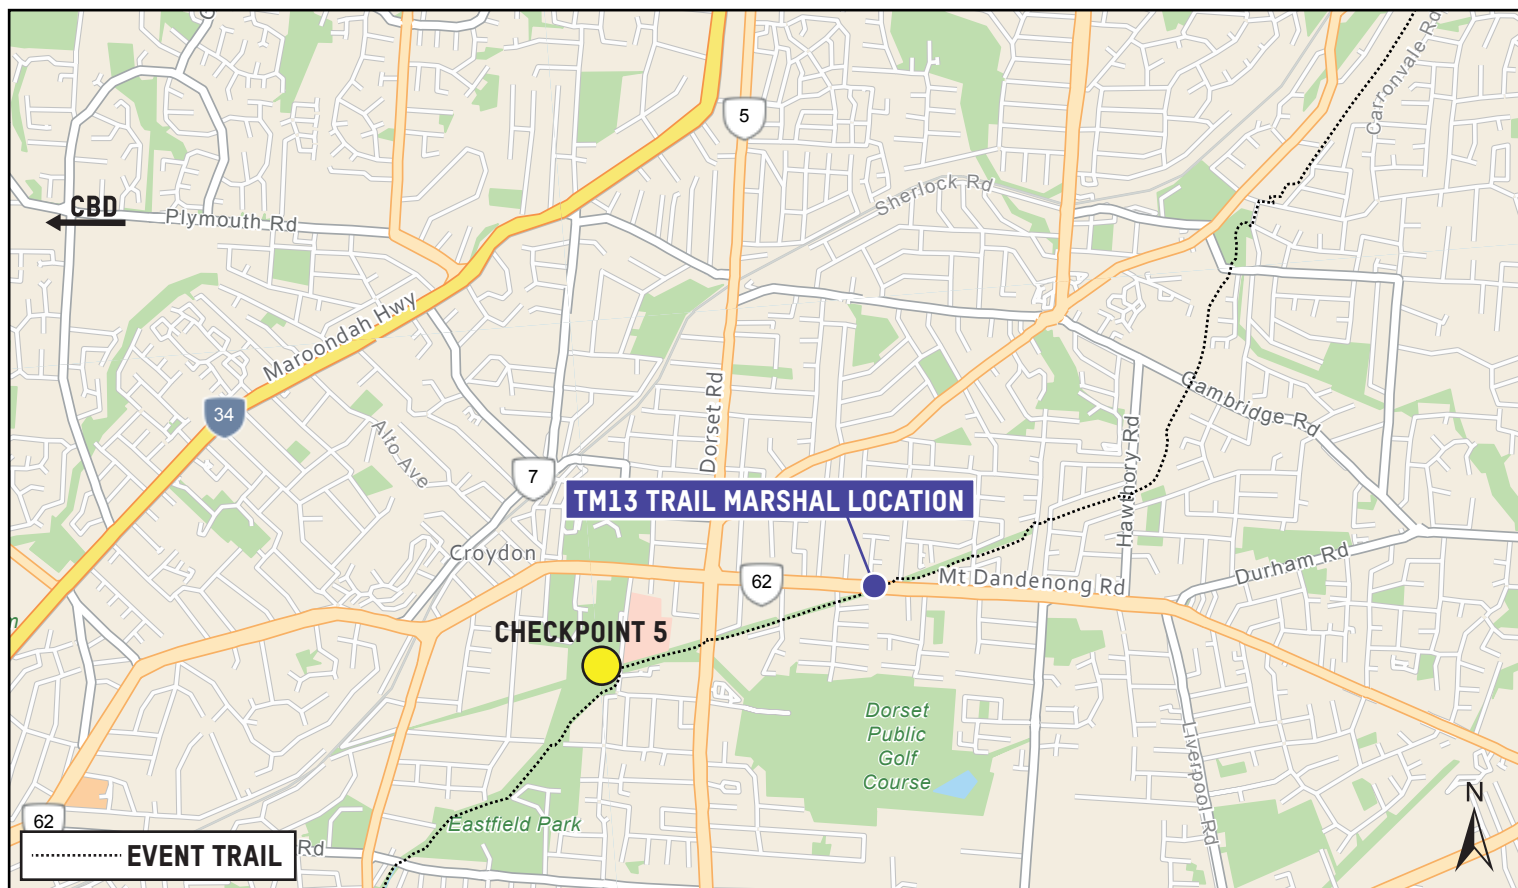 Carronvale Rd
5
Sherlock Rd
CBD
Plymouth Rd
Maroondah Hwy
34
Cambridge Rd
Dorset Rd
Alto Ave
Hawthory Rd
7
TM13 TRAIL MARSHAL LOCATION
Croydon
Durham Rd
62
Mt Dandenong Rd
CHECKPOINT 5
Dorset
Public
Golf
Course
Liverpool Rd
N
62
Eastfield Park
Rd
EVENT TRAIL